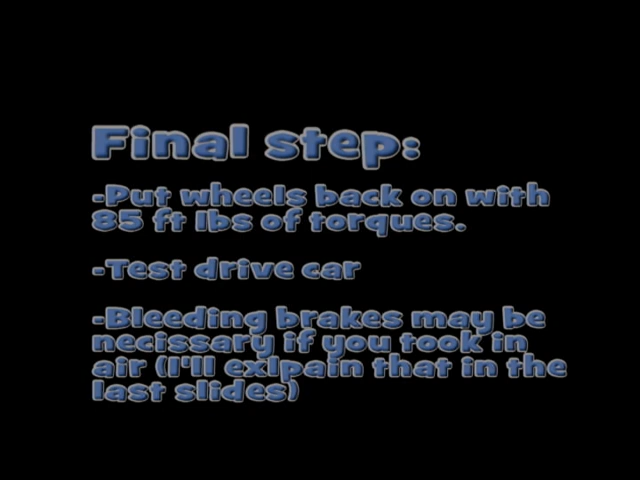 Final step:
-Put wheels back on with
85 ft lbs of torques.
-Test drive car
-Bleeding brakes may be
necissary if you took in
air (I'll exlpain that in the
last slides)